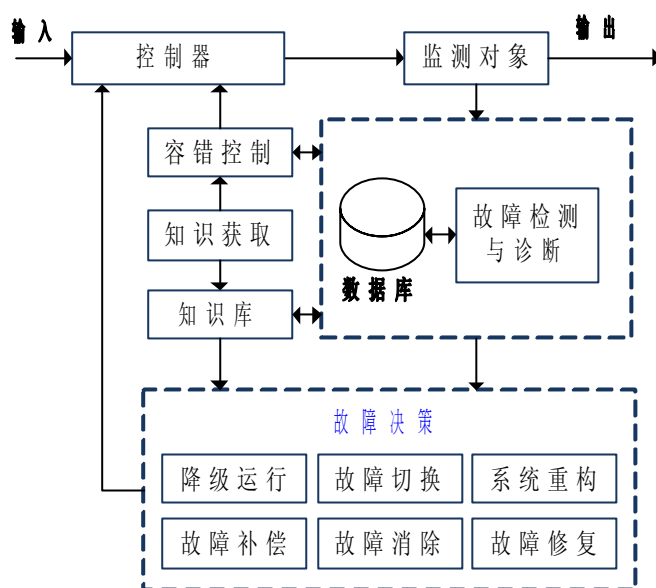 输入
控制器
监测对象
输出
容错控制
知识获取
知识库
数据库
故障检测
与诊断
故障决策
降级运行
故障切换
系统重构
故障补偿
故障消除
故障修复